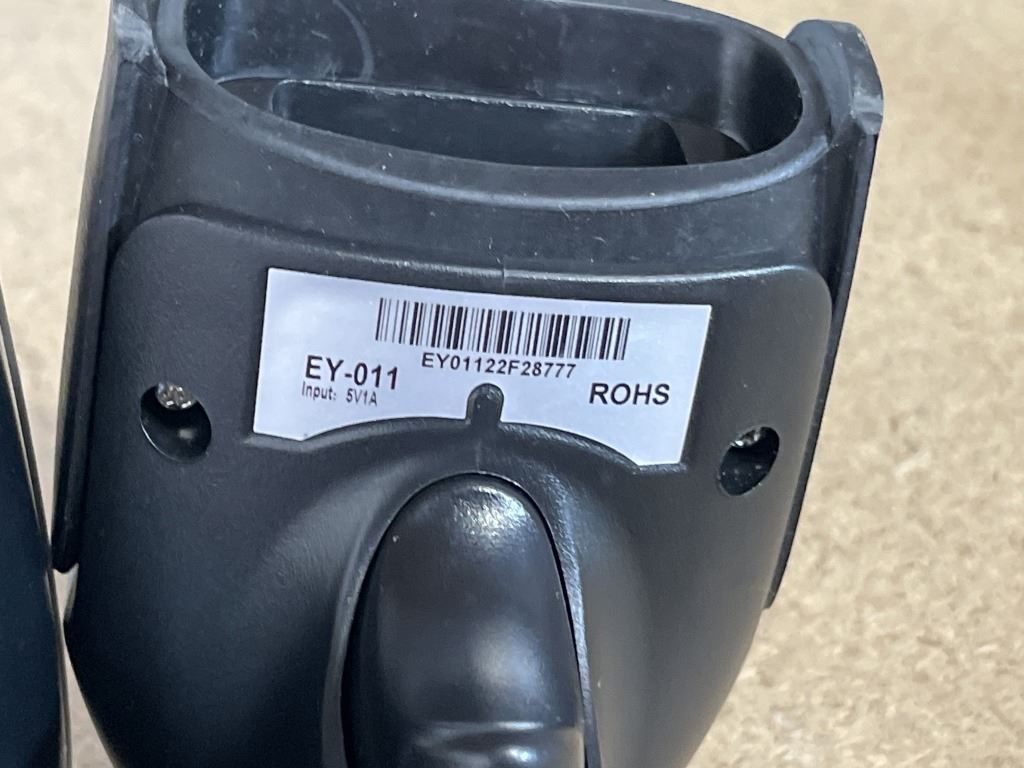 EY01122F28777
EY-011
Input: 5V1A
ROHS